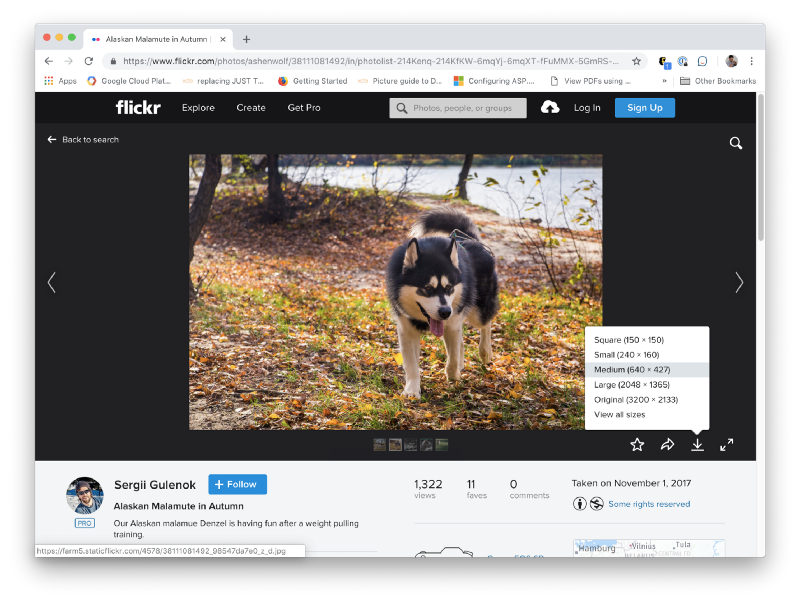 Alaskan Malamute in Autumn |
https://www.flickr.com/photos/ashenwolf/38111081492/in/photolist-214Kenq-214KfKW-6mqYj-6mqXT-fFuMMX-5GmRS-...
Apps
Google Cloud Plat...
replacing JUST T...
Getting Started
Picture guide to D...
Configuring ASP....
View PDFs using ...
»
Other Bookmarks
flickr
Explore
Create
Get Pro
Photos, people, or groups
Log In
Sign Up
Back to search
Square (150 × 150)
Small (240 × 160)
Medium (640 × 427)
Large (2048 × 1365)
Original (3200 × 2133)
View all sizes
Sergii Gulenok
+ Follow
PRO
Alaskan Malamute in Autumn
Our Alaskan malamue Denzel is having fun after a weight pulling
training.
1,322
views
11
faves
0
comments
Taken on November 1, 2017
Some rights reserved
Hamburg
Vilnius
Tula
BELARUS
CENTRAL FD
https://farm5.staticflickr.com/4578/38111081492_98547da7e0_z_d.jpg